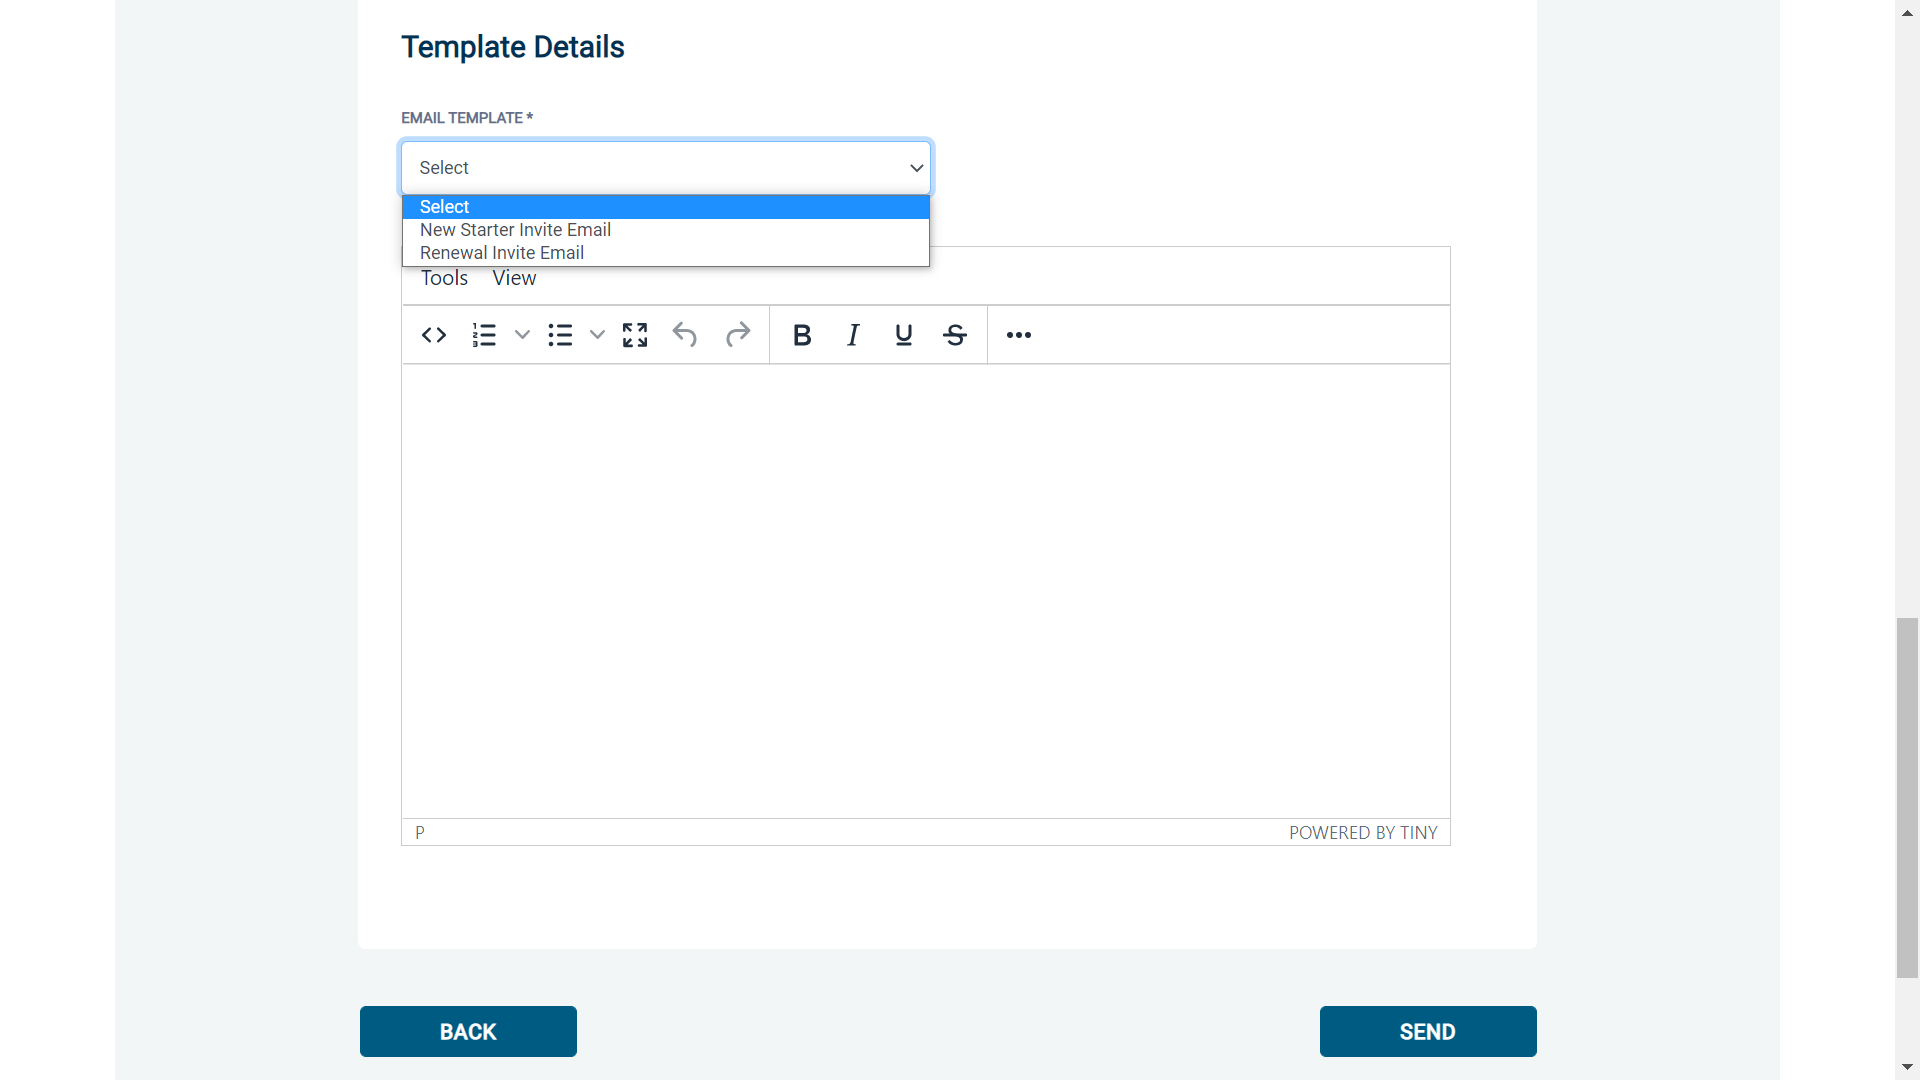 Template Details
EMAIL TEMPLATE *
Select
Select
New Starter Invite Email
Renewal Invite Email
Tools View
B I U S
P POWERED BY TINY
BACK SEND